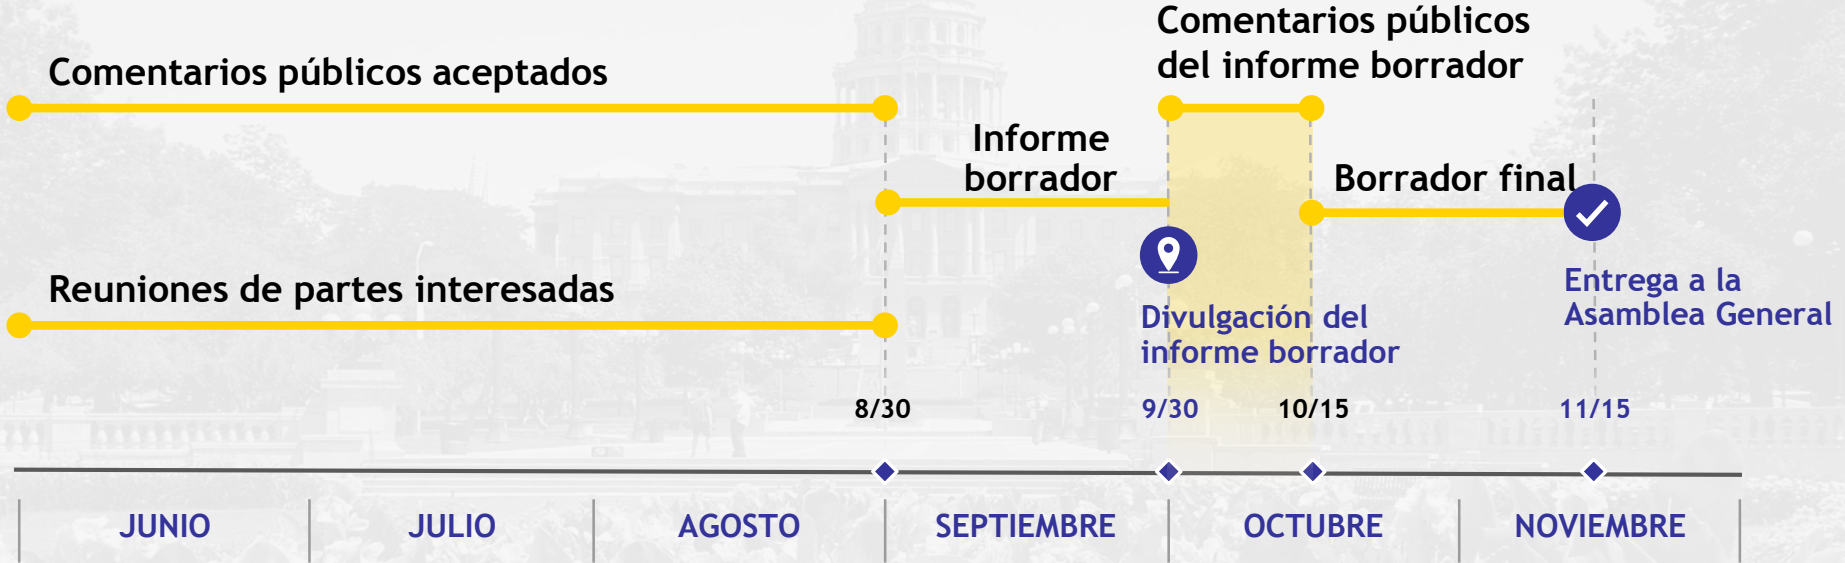 Comentarios públicos aceptados
Comentarios públicos
del informe borrador
Informe
borrador
Borrador final
Reuniones de partes interesadas
Divulgación del
informe borrador
Entrega a la
Asamblea General
8/30
9/30
10/15
11/15
JUNIO
JULIO
AGOSTO
SEPTIEMBRE
OCTUBRE
NOVIEMBRE